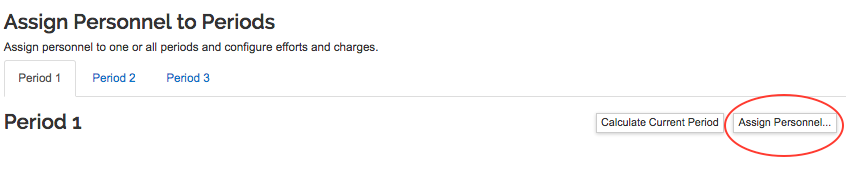 Assign Personnel to Periods
Assign personnel to one or all periods and configure efforts and charges.
Period 1 Period 2 Period 3
Period 1 Calculate Current Period Assign Personnel...